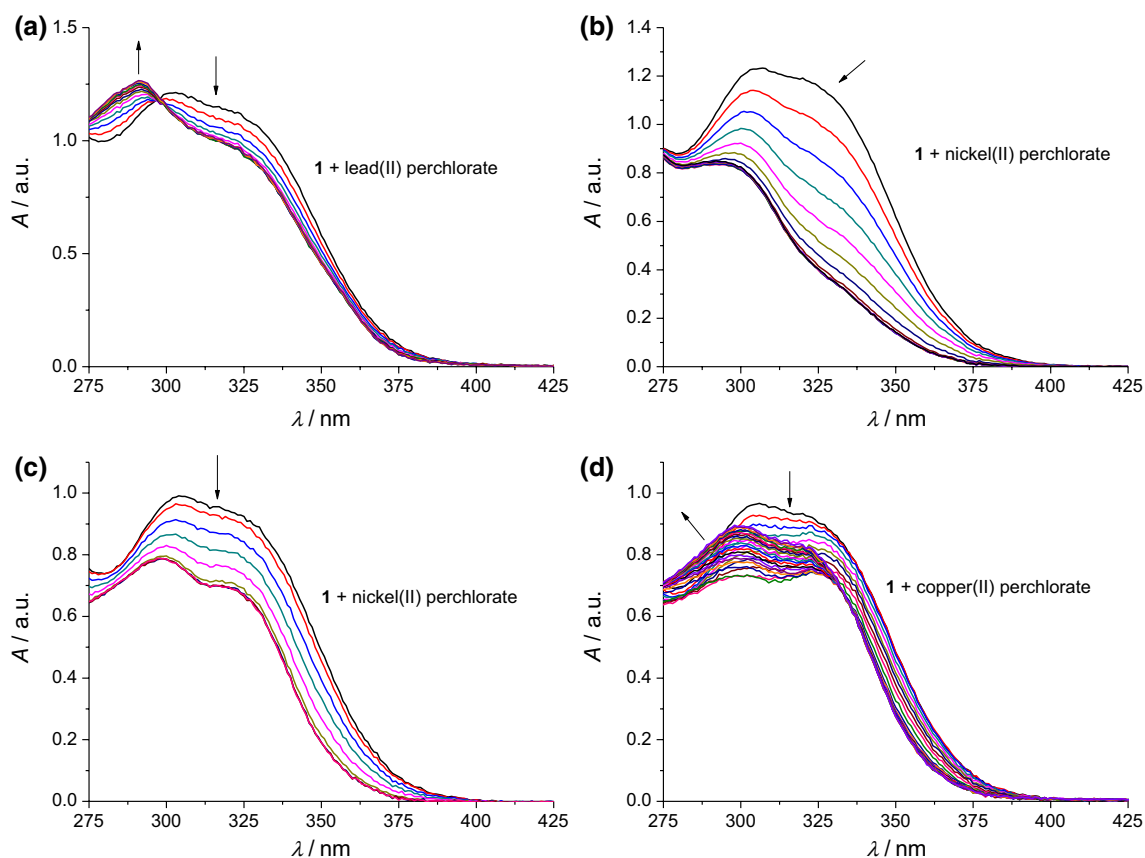 (a)
1.5
1.0
0.5
0.0
A / a.u.
1 + lead(II) perchlorate
275 300 325 350 375 400 425
λ / nm
(b)
1.4
1.2
1.0
0.8
0.6
0.4
0.2
0.0
A / a.u.
1 + nickel(II) perchlorate
275 300 325 350 375 400 425
λ / nm
(c)
1.0
0.8
0.6
0.4
0.2
0.0
A / a.u.
1 + nickel(II) perchlorate
275 300 325 350 375 400 425
λ / nm
(d)
1.0
0.8
0.6
0.4
0.2
0.0
A / a.u.
1 + copper(II) perchlorate
275 300 325 350 375 400 425
λ / nm